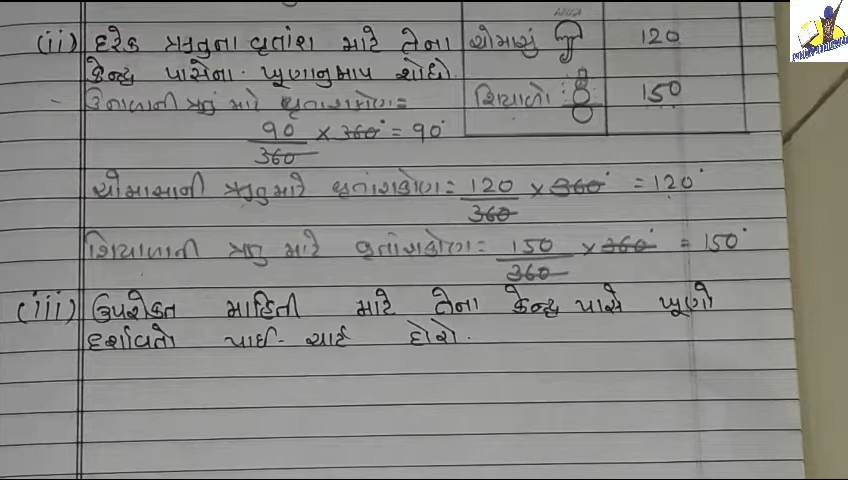 (ii) દરેક ઋતુના વૃતાંશ માટે તેના
કેન્દ્ર પાસેના ખૂણાનુ માપ શોધો.
ચોમાસું 120
શિયાળો : 150
- ઉનાળાની ઋતું માટે વૃતાંશકોણ =
90/360 × 360° = 90°
ચોમાસાની ઋતુ માટે વૃતાંશકોણ = 120/360 × 360° = 120°
શિયાળાની ઋતુ માટે વૃતાંશકોણ = 150/360 × 360° = 150°
(iii) ઉપરોક્ત માહિતી માટે તેના કેન્દ્ર પાસે ખૂણો
દર્શાવતો પાઈ-ચાર્ટ દોરો.